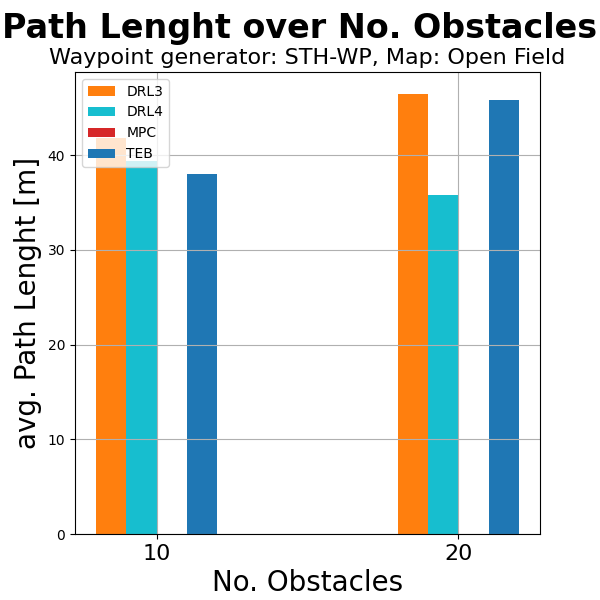 Path Lenght over No. Obstacles
Waypoint generator: STH-WP, Map: Open Field
DRL3
DRL4
MPC
TEB
avg. Path Lenght [m]
40
30
20
10
0
10
20
No. Obstacles